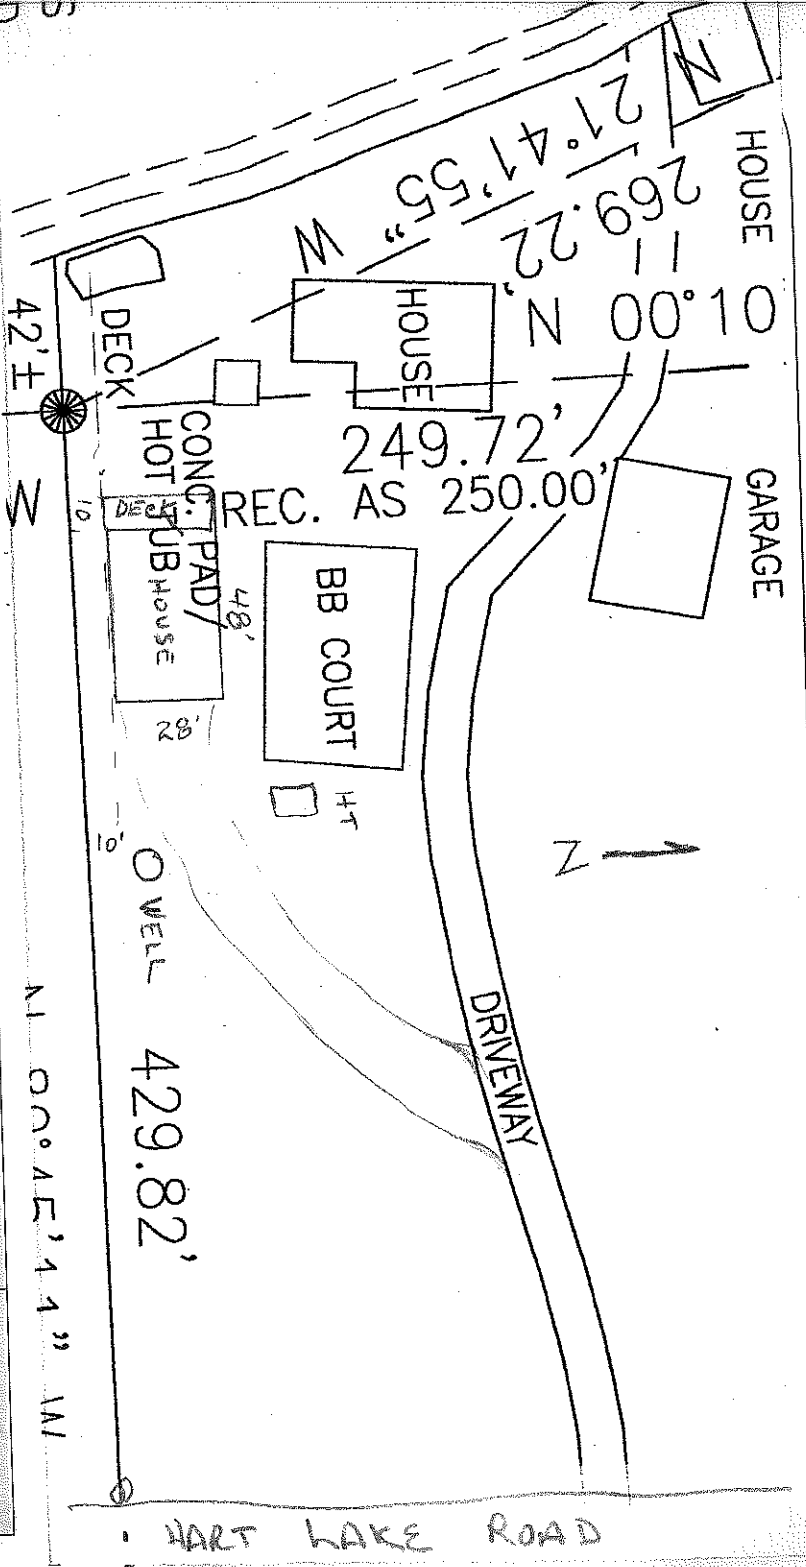 N 21°41'55" W
269.22'
HOUSE
N 00°10
HOUSE
DECK
42'±
W
249.72'
REC. AS 250.00'
GARAGE
CONC. PAD/
HOT TUB
DECK
10
HOUSE
48'
28'
BB COURT
HT
10'
WELL
N
429.82'
DRIVEWAY
HART LAKE ROAD